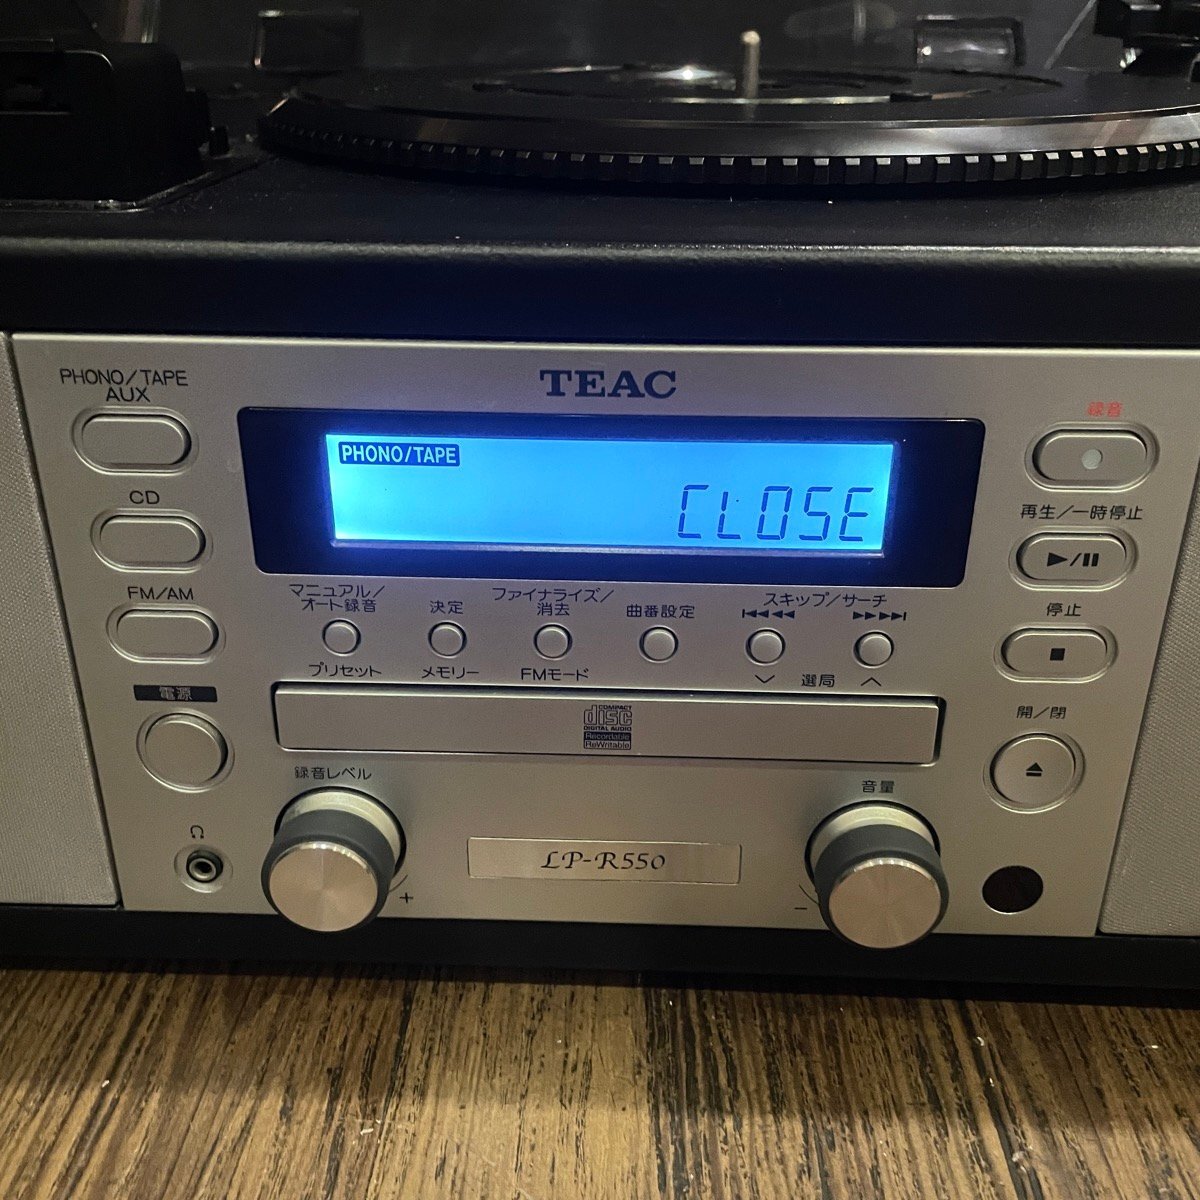 TEAC
PHONO/TAPE
AUX
CD
FM/AM
電源
PHONO/TAPE
CLOSE
マニュアル/
オート録音
プリセット
決定
メモリー
ファイナライズ/
消去
FMモード
曲番設定
スキップ/サーチ
選局
録音
再生/一時停止
停止
開/閉
COMPACT
disc
DIGITAL AUDIO
Recordable
ReWritable
録音レベル
+
LP-R550
音量
−